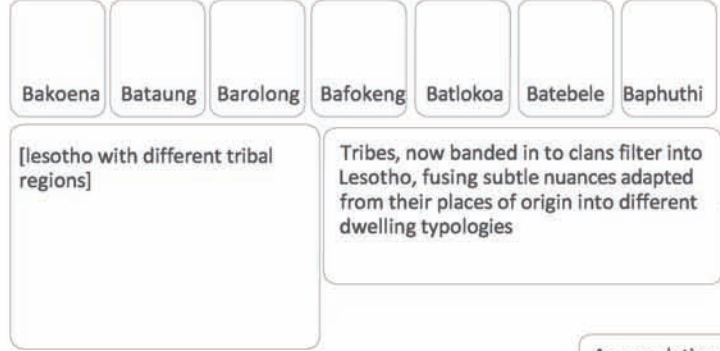 Bakoena Bataung Barolong Bafokeng Batlokoa Batebele Baphuthi
[lesotho with different tribal
regions]
Tribes, now banded in to clans filter into
Lesotho, fusing subtle nuances adapted
from their places of origin into different
dwelling typologies